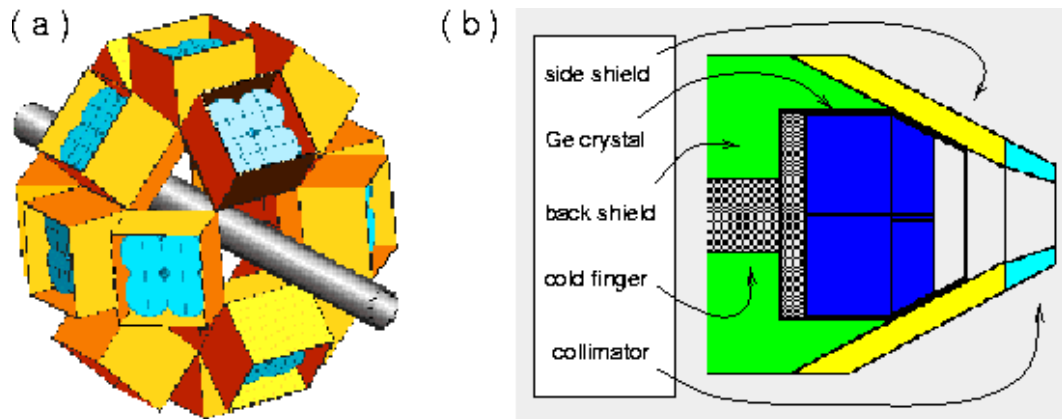 (a)
(b)
side shield
Ge crystal
back shield
cold finger
collimator